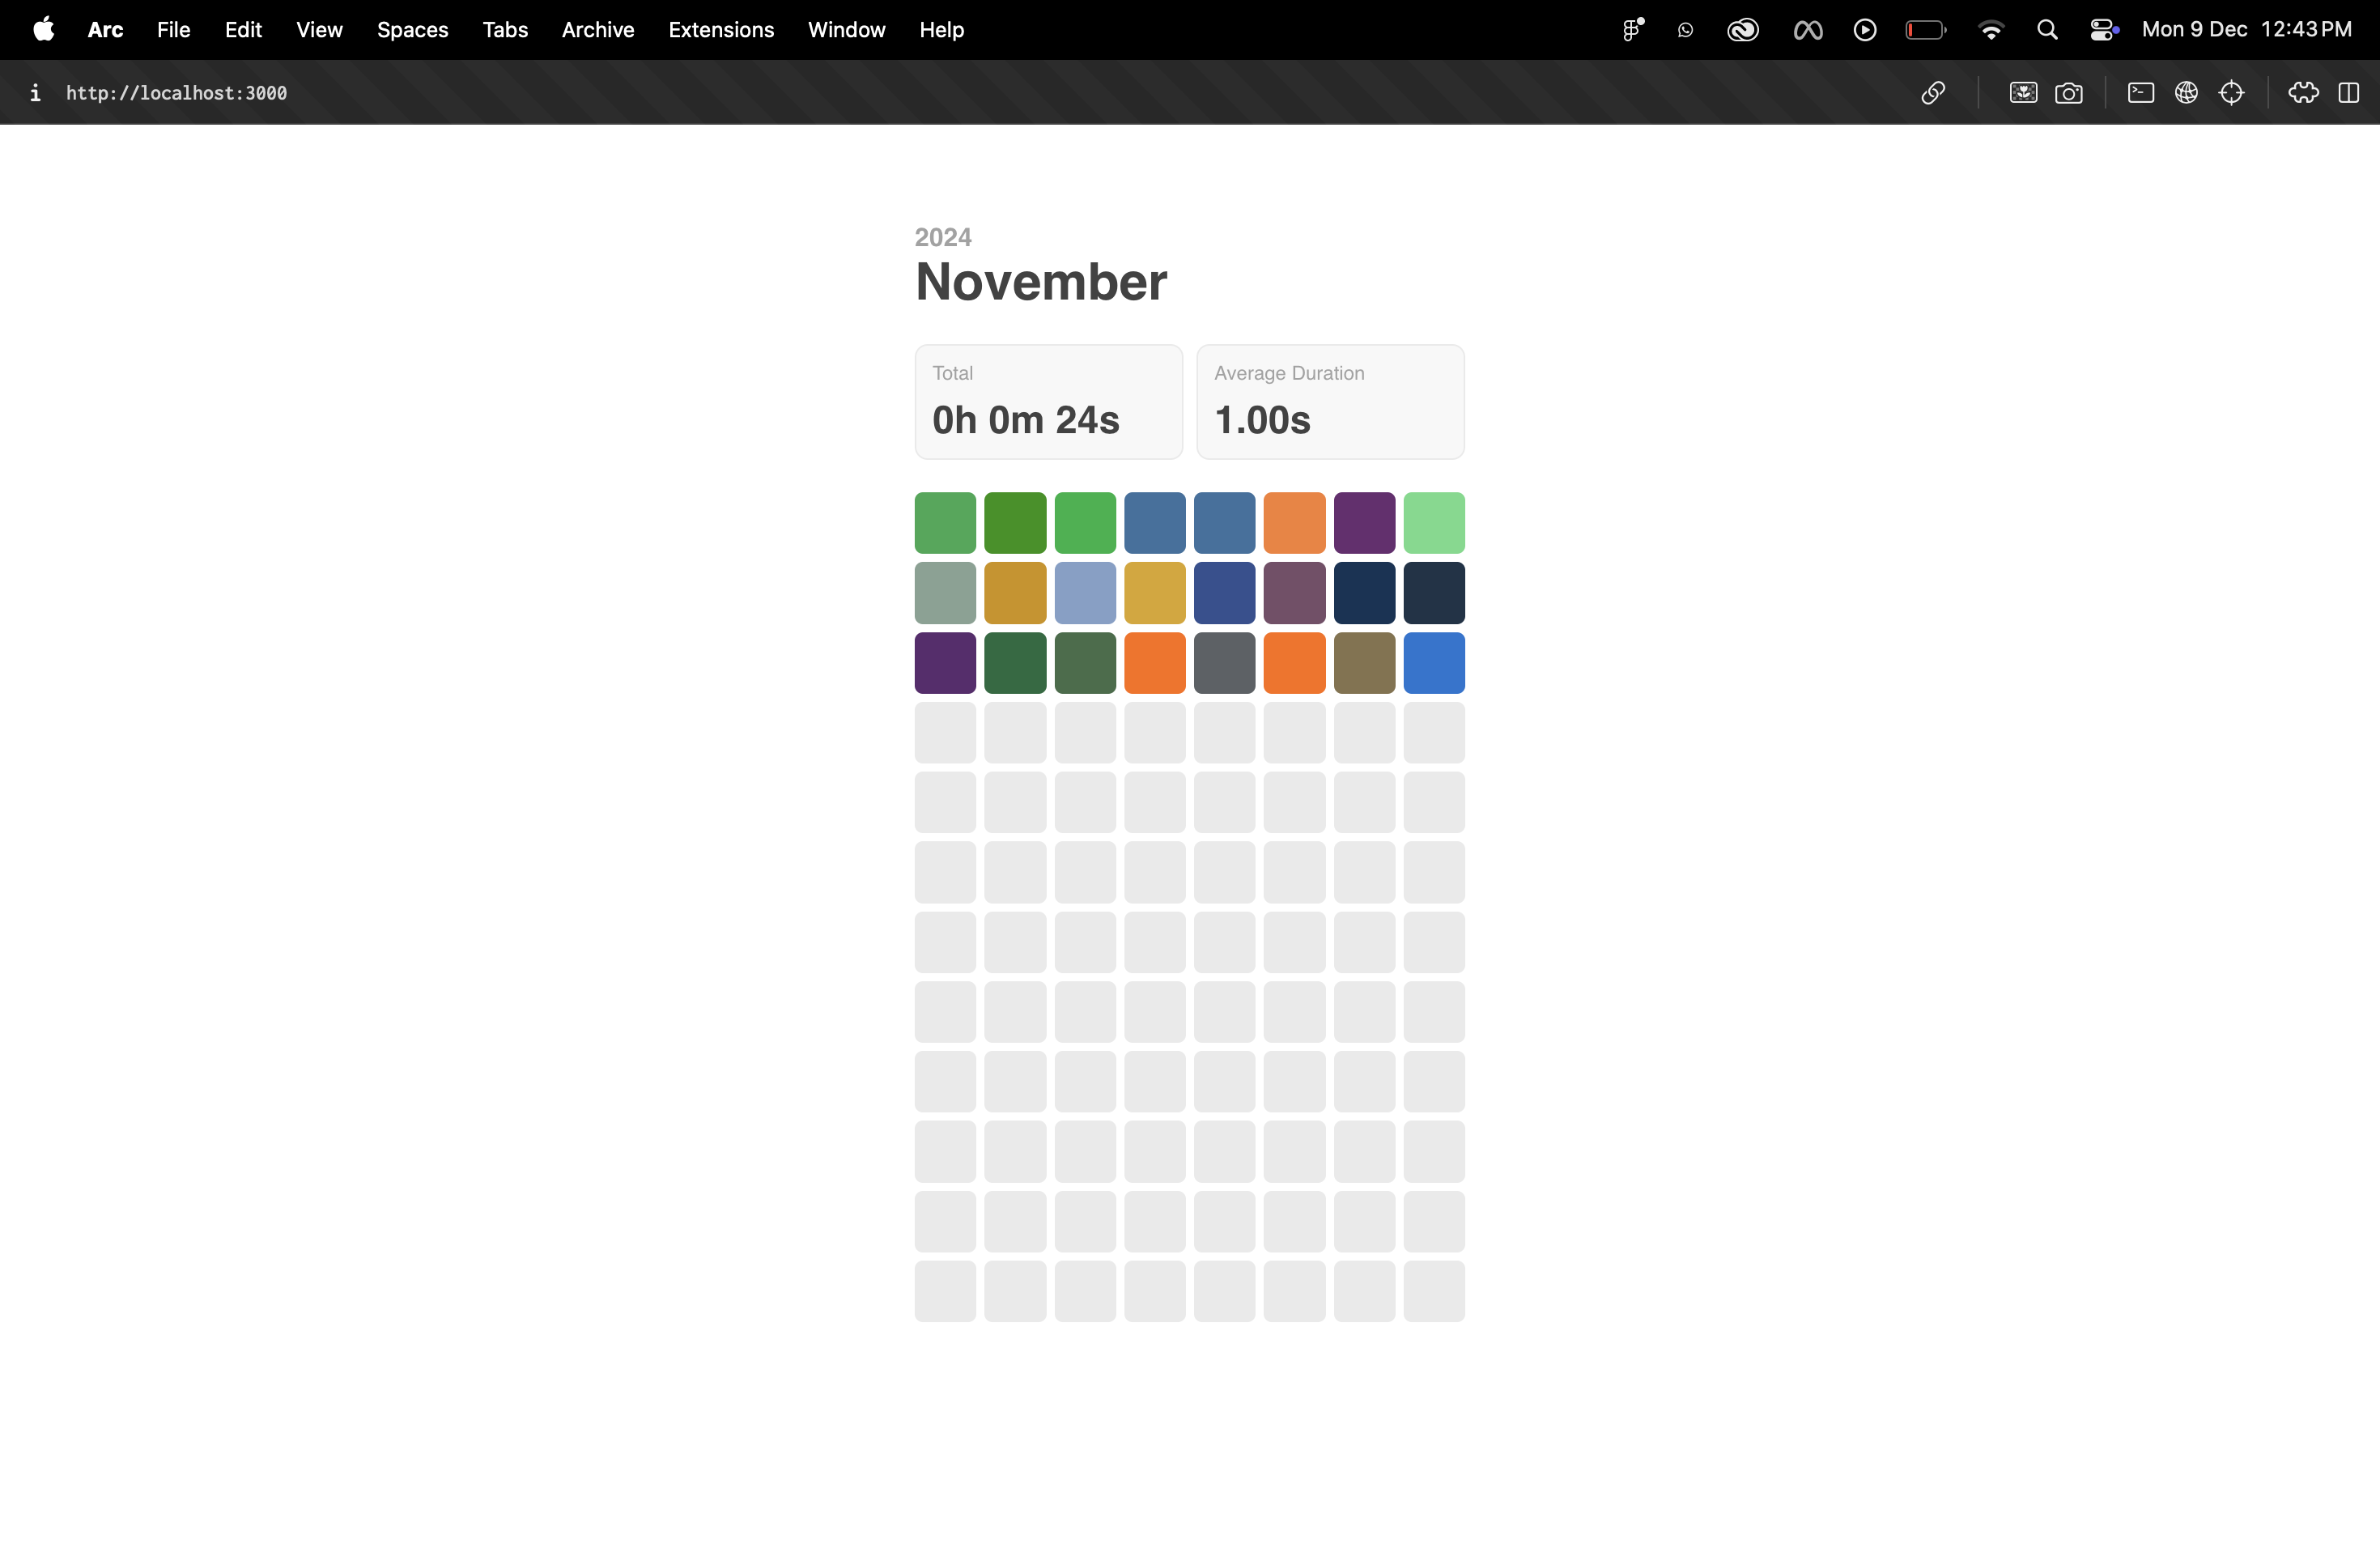 Arc File Edit View Spaces Tabs Archive Extensions Window Help Mon 9 Dec 12:43 PM
http://localhost:3000
2024
November
Total Average Duration
0h 0m 24s 1.00s